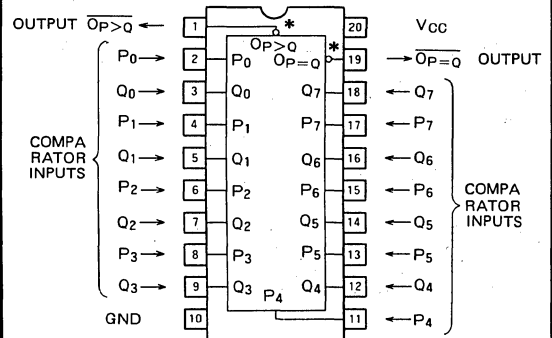 OUTPUT O̅P̅>̅Q̅ ← 1 * 20 VCC
OP>Q *
P0 → 2 P0 OP=Q 19 → O̅P̅=̅Q̅ OUTPUT
Q0 → 3 Q0 Q7 18 ← Q7
P1 → 4 P1 P7 17 ← P7
COMPA
RATOR
INPUTS
Q1 → 5 Q1 Q6 16 ← Q6
P2 → 6 P2 P6 15 ← P6
COMPA
RATOR
INPUTS
Q2 → 7 Q2 Q5 14 ← Q5
P3 → 8 P3 P5 13 ← P5
Q3 → 9 Q3 Q4 12 ← Q4
P4
GND 10 11 ← P4